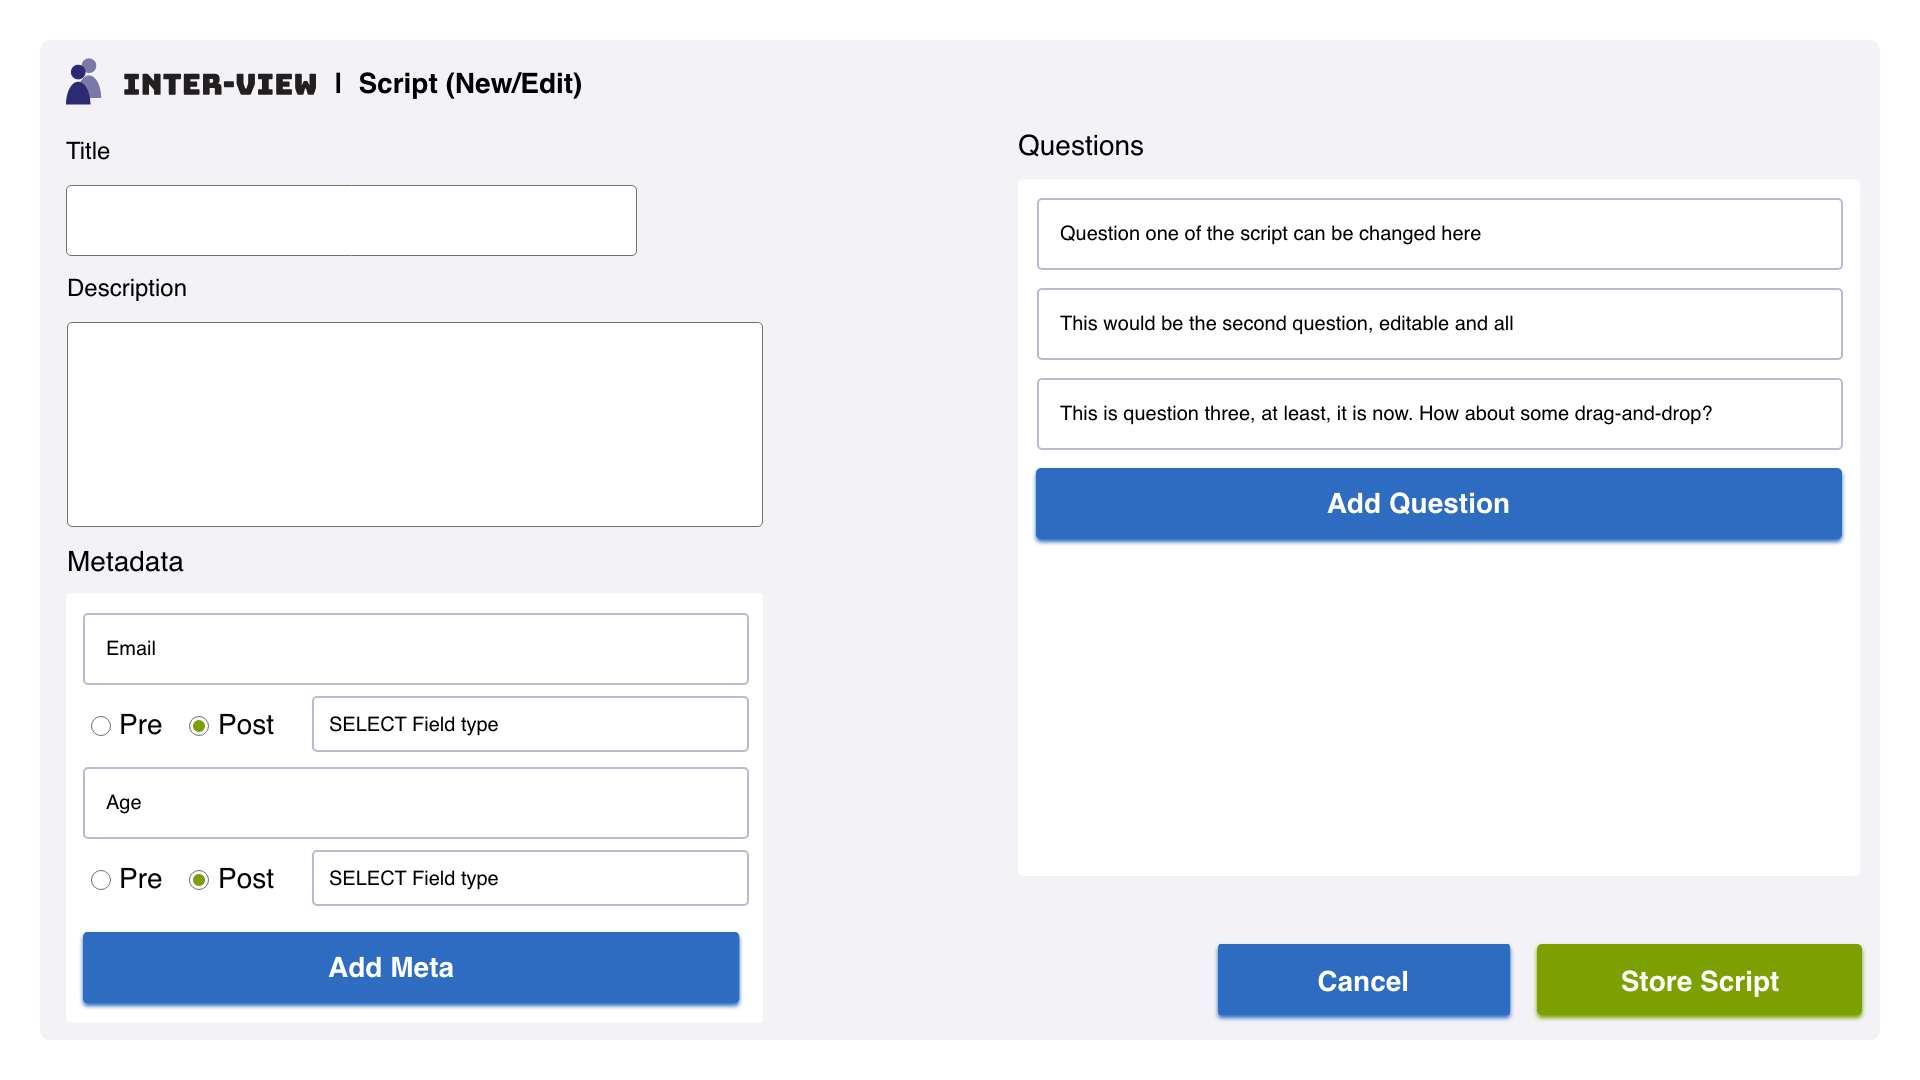 INTER-VIEW | Script (New/Edit)
Title
Description
Metadata
Email
Pre Post SELECT Field type
Age
Pre Post SELECT Field type
Add Meta
Questions
Question one of the script can be changed here
This would be the second question, editable and all
This is question three, at least, it is now. How about some drag-and-drop?
Add Question
Cancel
Store Script